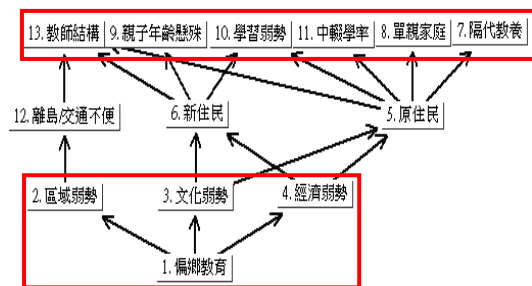 13.教師結構 9.親子年齡懸殊 10.學習弱勢 11.中輟學率 8.單親家庭 7.隔代教養
12.離島/交通不便 6.新住民 5.原住民
2.區域弱勢 3.文化弱勢 4.經濟弱勢
1.偏鄉教育